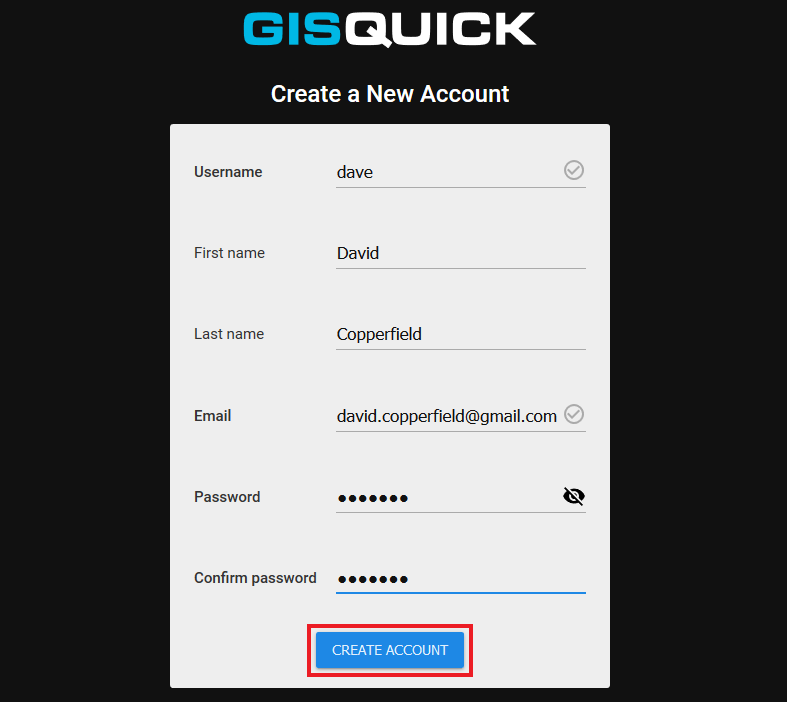 GISQUICK
Create a New Account
Username dave
First name David
Last name Copperfield
Email david.copperfield@gmail.com
Password •••••••
Confirm password •••••••
CREATE ACCOUNT